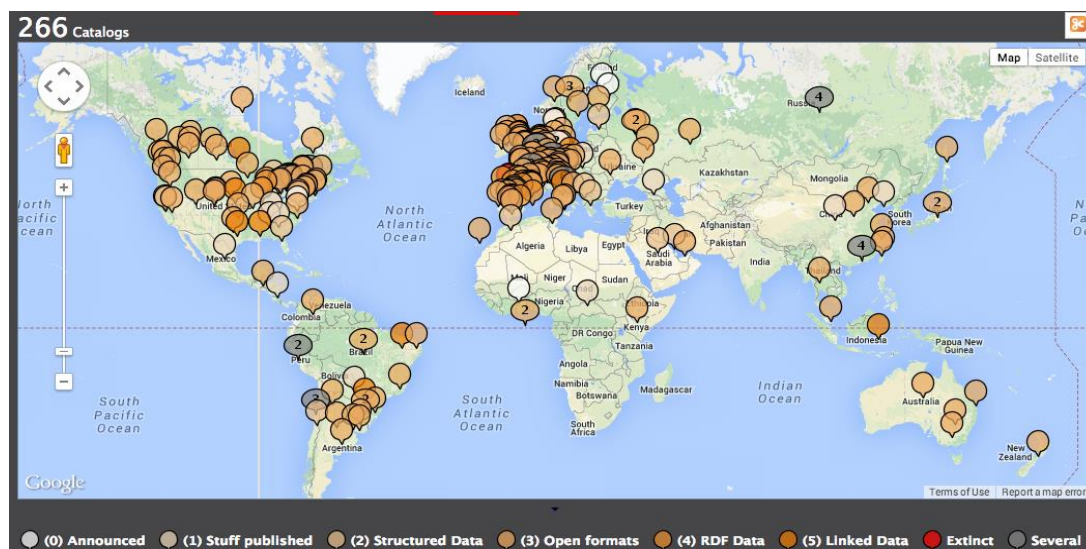 266 Catalogs
Map Satellite
Iceland
Finland
3
Russ
4
2
Ukraine
Kazakhstan
Mongolia
North
Pacific
Ocean
United States
North
Atlantic
Ocean
Turkey
Afghanistan
Pakistan
South
Korea
2
Mexico
Algeria
Libya
Egypt
Saudi
Arabia
India
4
Mali
Niger
Chad
Sudan
Thailand
Venezuela
Colombia
2
Nigeria
Ethiopia
Kenya
DR Congo
Tanzania
Indonesia
Papua New
Guinea
2
Peru
2
Brazil
Bolivia
Angola
Namibia
Botswana
Madagascar
Indian
Ocean
Australia
South
Pacific
Ocean
South
Atlantic
Ocean
South
Africa
Argentina
New
Zealand
Google
Terms of Use Report a map error
(0) Announced (1) Stuff published (2) Structured Data (3) Open formats (4) RDF Data (5) Linked Data Extinct Several